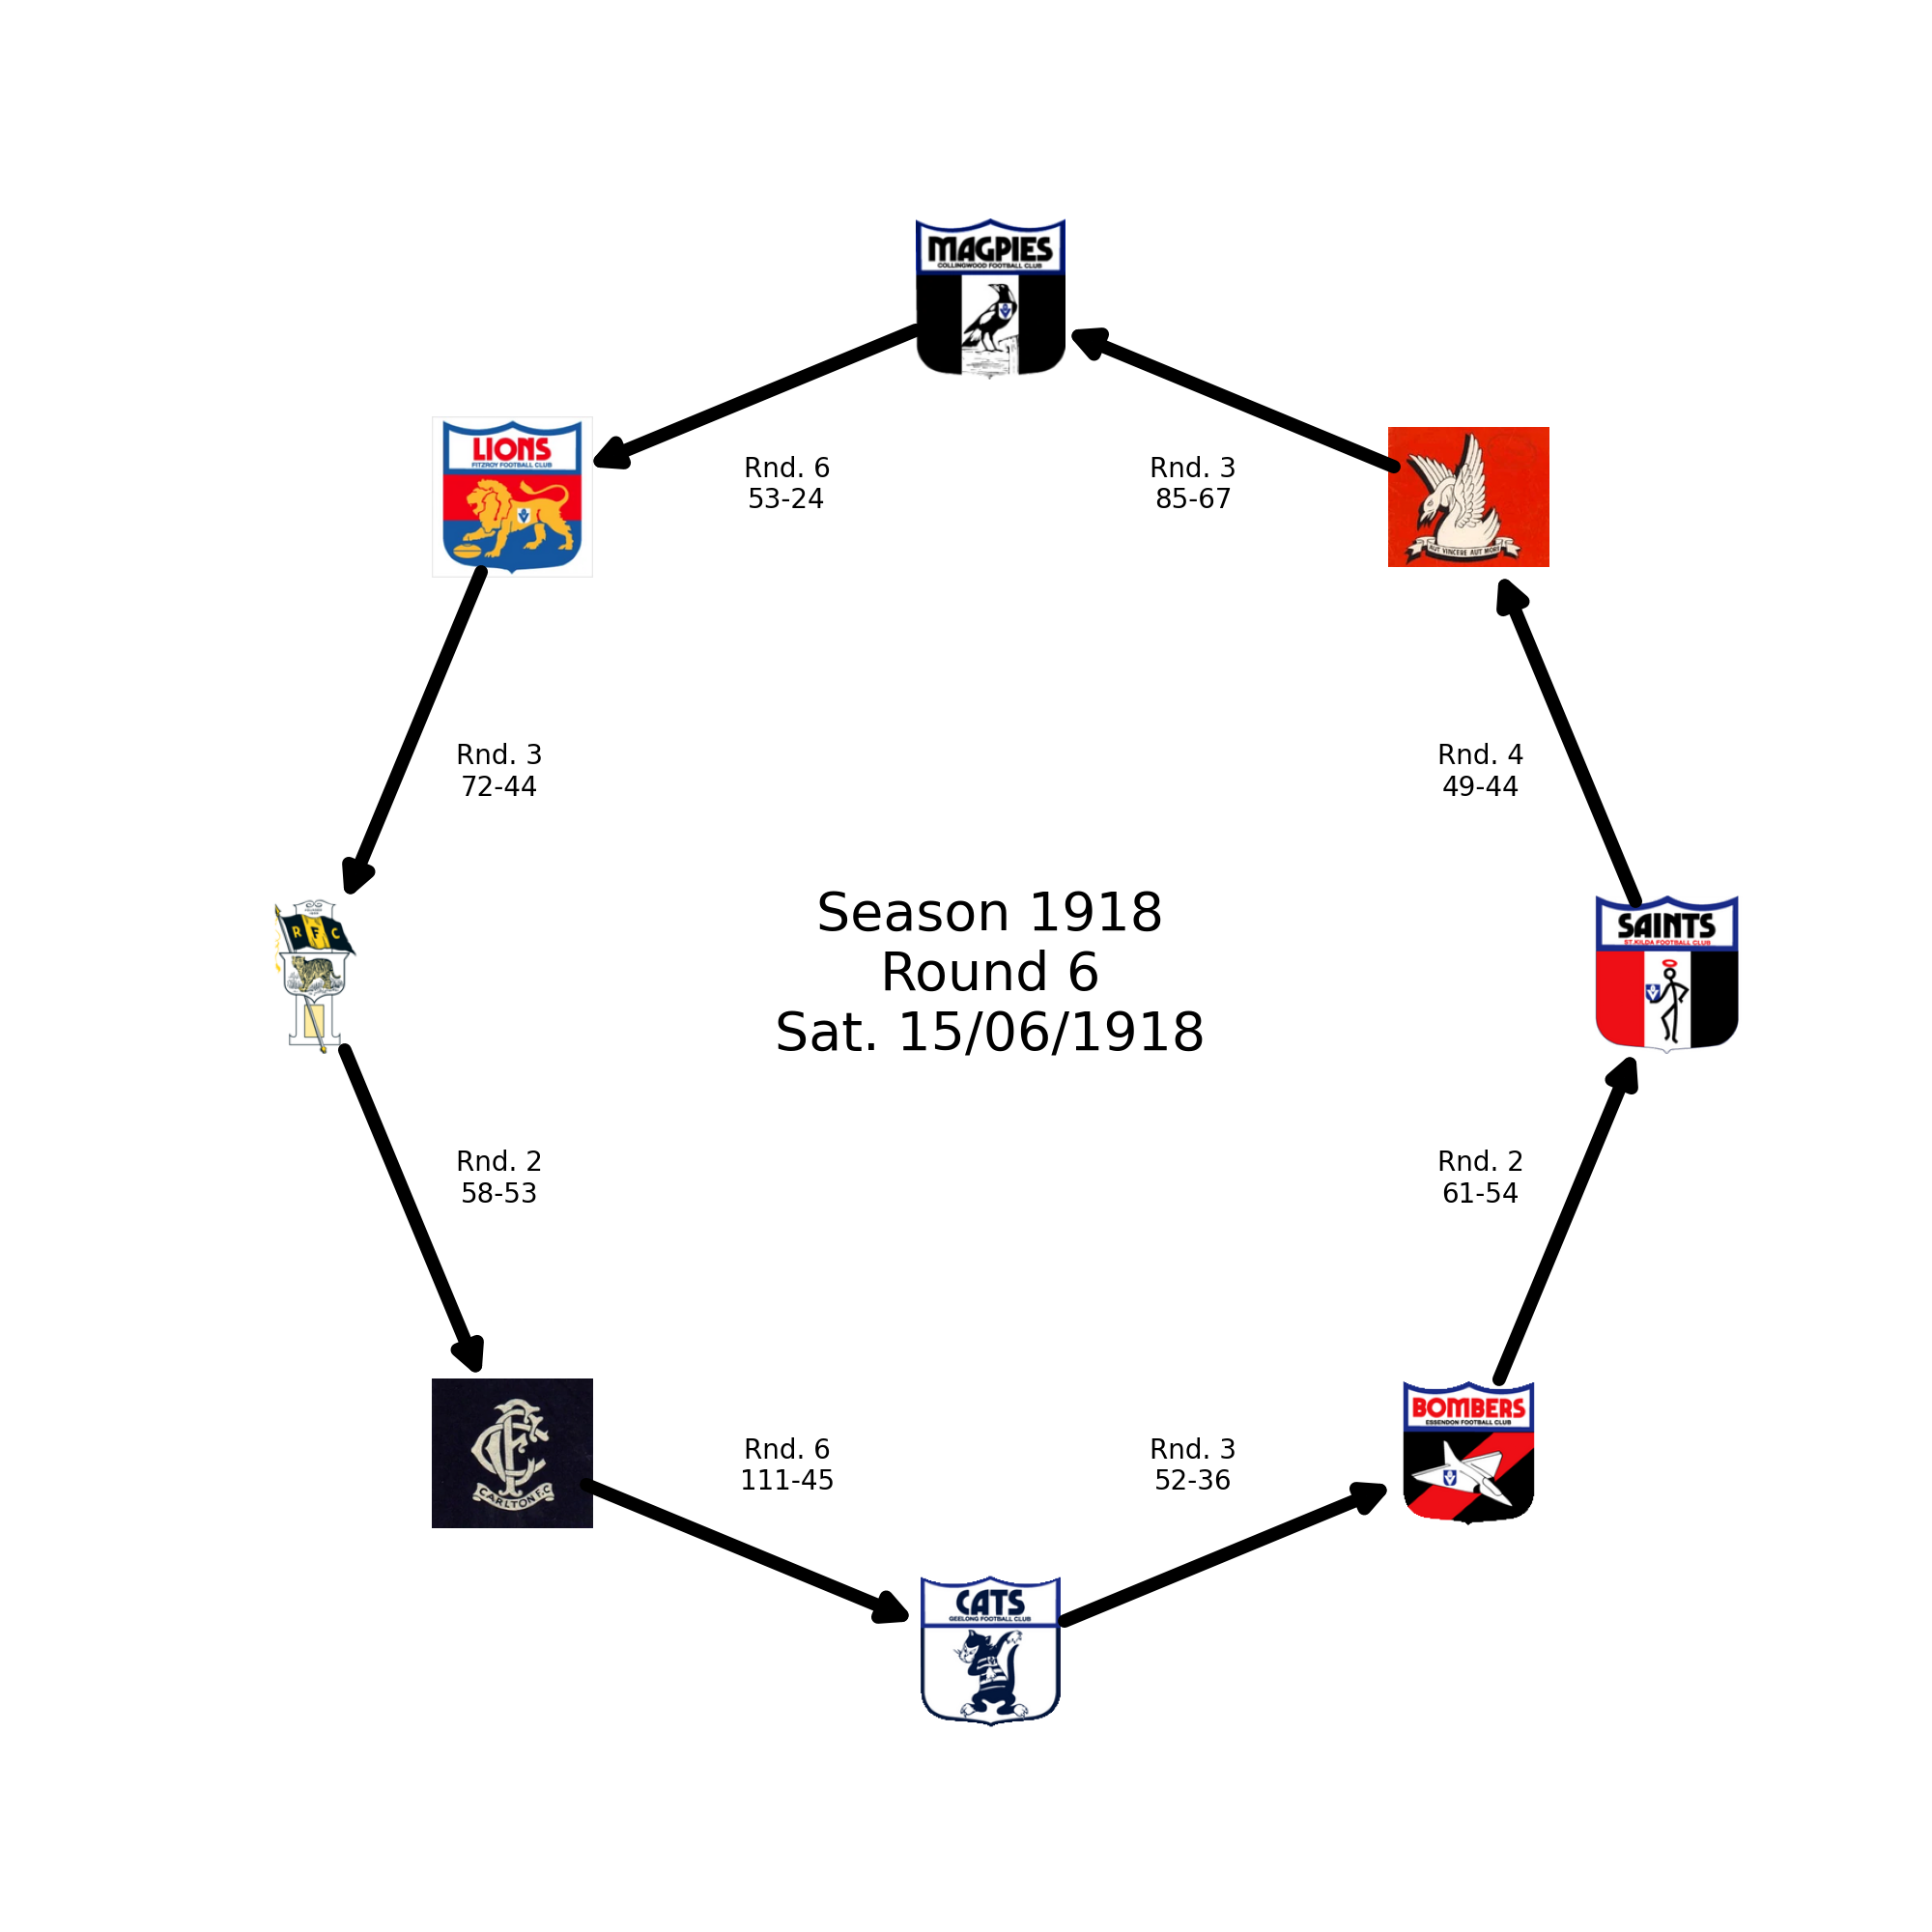 MAGPIES
COLLINGWOOD FOOTBALL CLUB
LIONS
FITZROY FOOTBALL CLUB
Rnd. 6
53-24
Rnd. 3
85-67
AUT VINCERE AUT MORI
Rnd. 3
72-44
Rnd. 4
49-44
R F C
Season 1918
Round 6
Sat. 15/06/1918
SAINTS
ST.KILDA FOOTBALL CLUB
Rnd. 2
58-53
Rnd. 2
61-54
CFC
CARLTON F.C
Rnd. 6
111-45
Rnd. 3
52-36
BOMBERS
ESSENDON FOOTBALL CLUB
CATS
GEELONG FOOTBALL CLUB